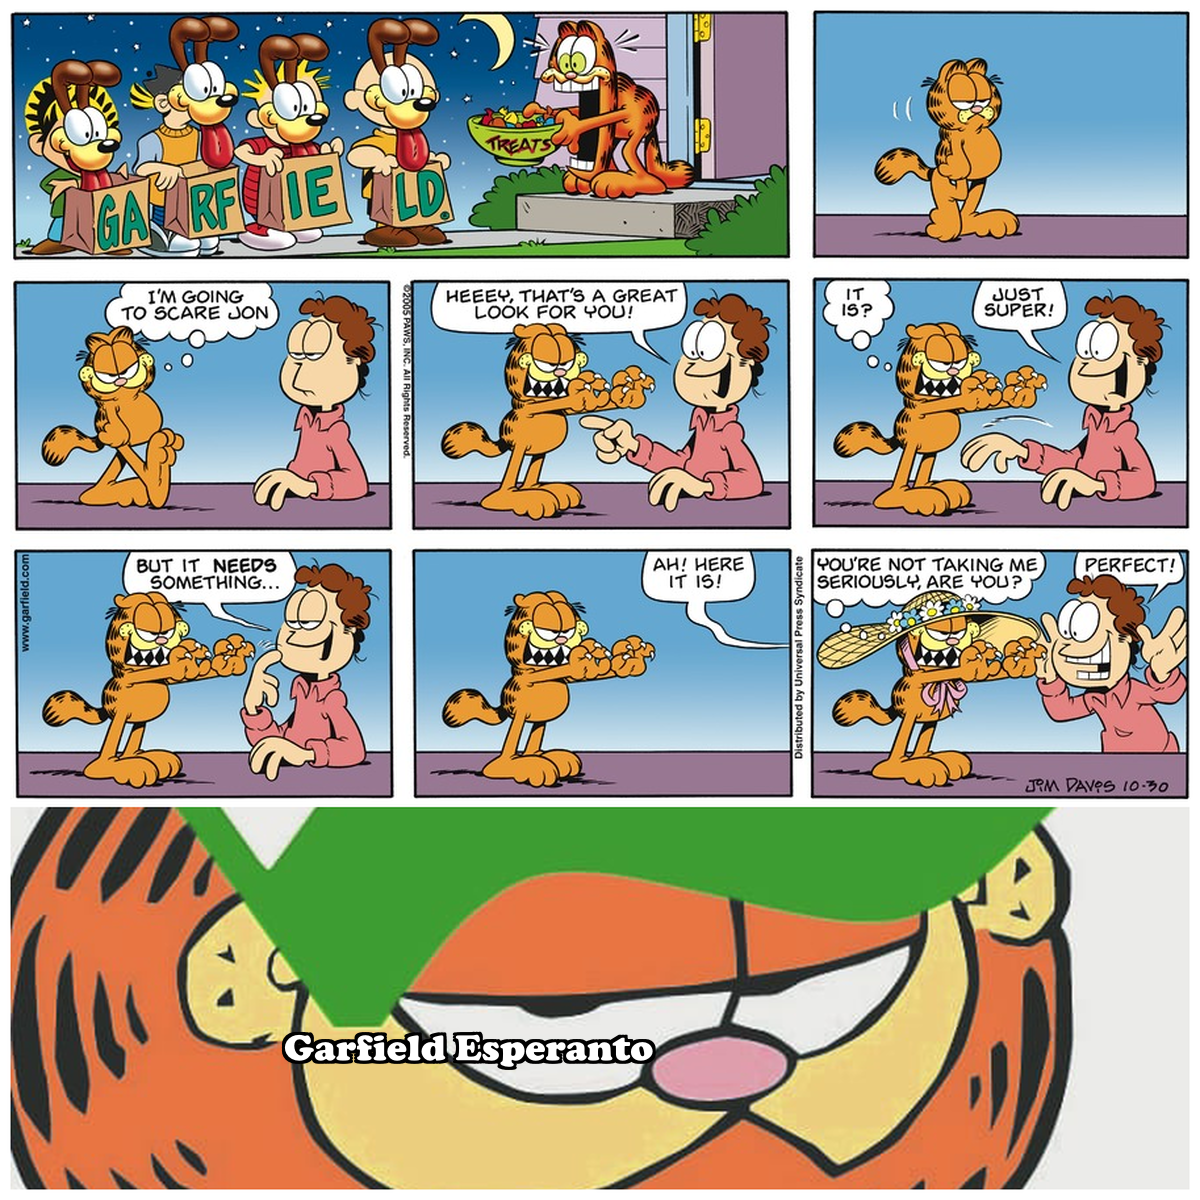 GA RF IE LD®
TREATS
I'M GOING
TO SCARE JON
©2005 PAWS, INC. All Rights Reserved.
HEEEY, THAT'S A GREAT
LOOK FOR YOU!
IT
IS?
JUST
SUPER!
www.garfield.com
BUT IT NEEDS
SOMETHING...
AH! HERE
IT IS!
Distributed by Universal Press Syndicate
YOU'RE NOT TAKING ME
SERIOUSLY, ARE YOU?
PERFECT!
JIM DAVIS 10-30
Garfield Esperanto